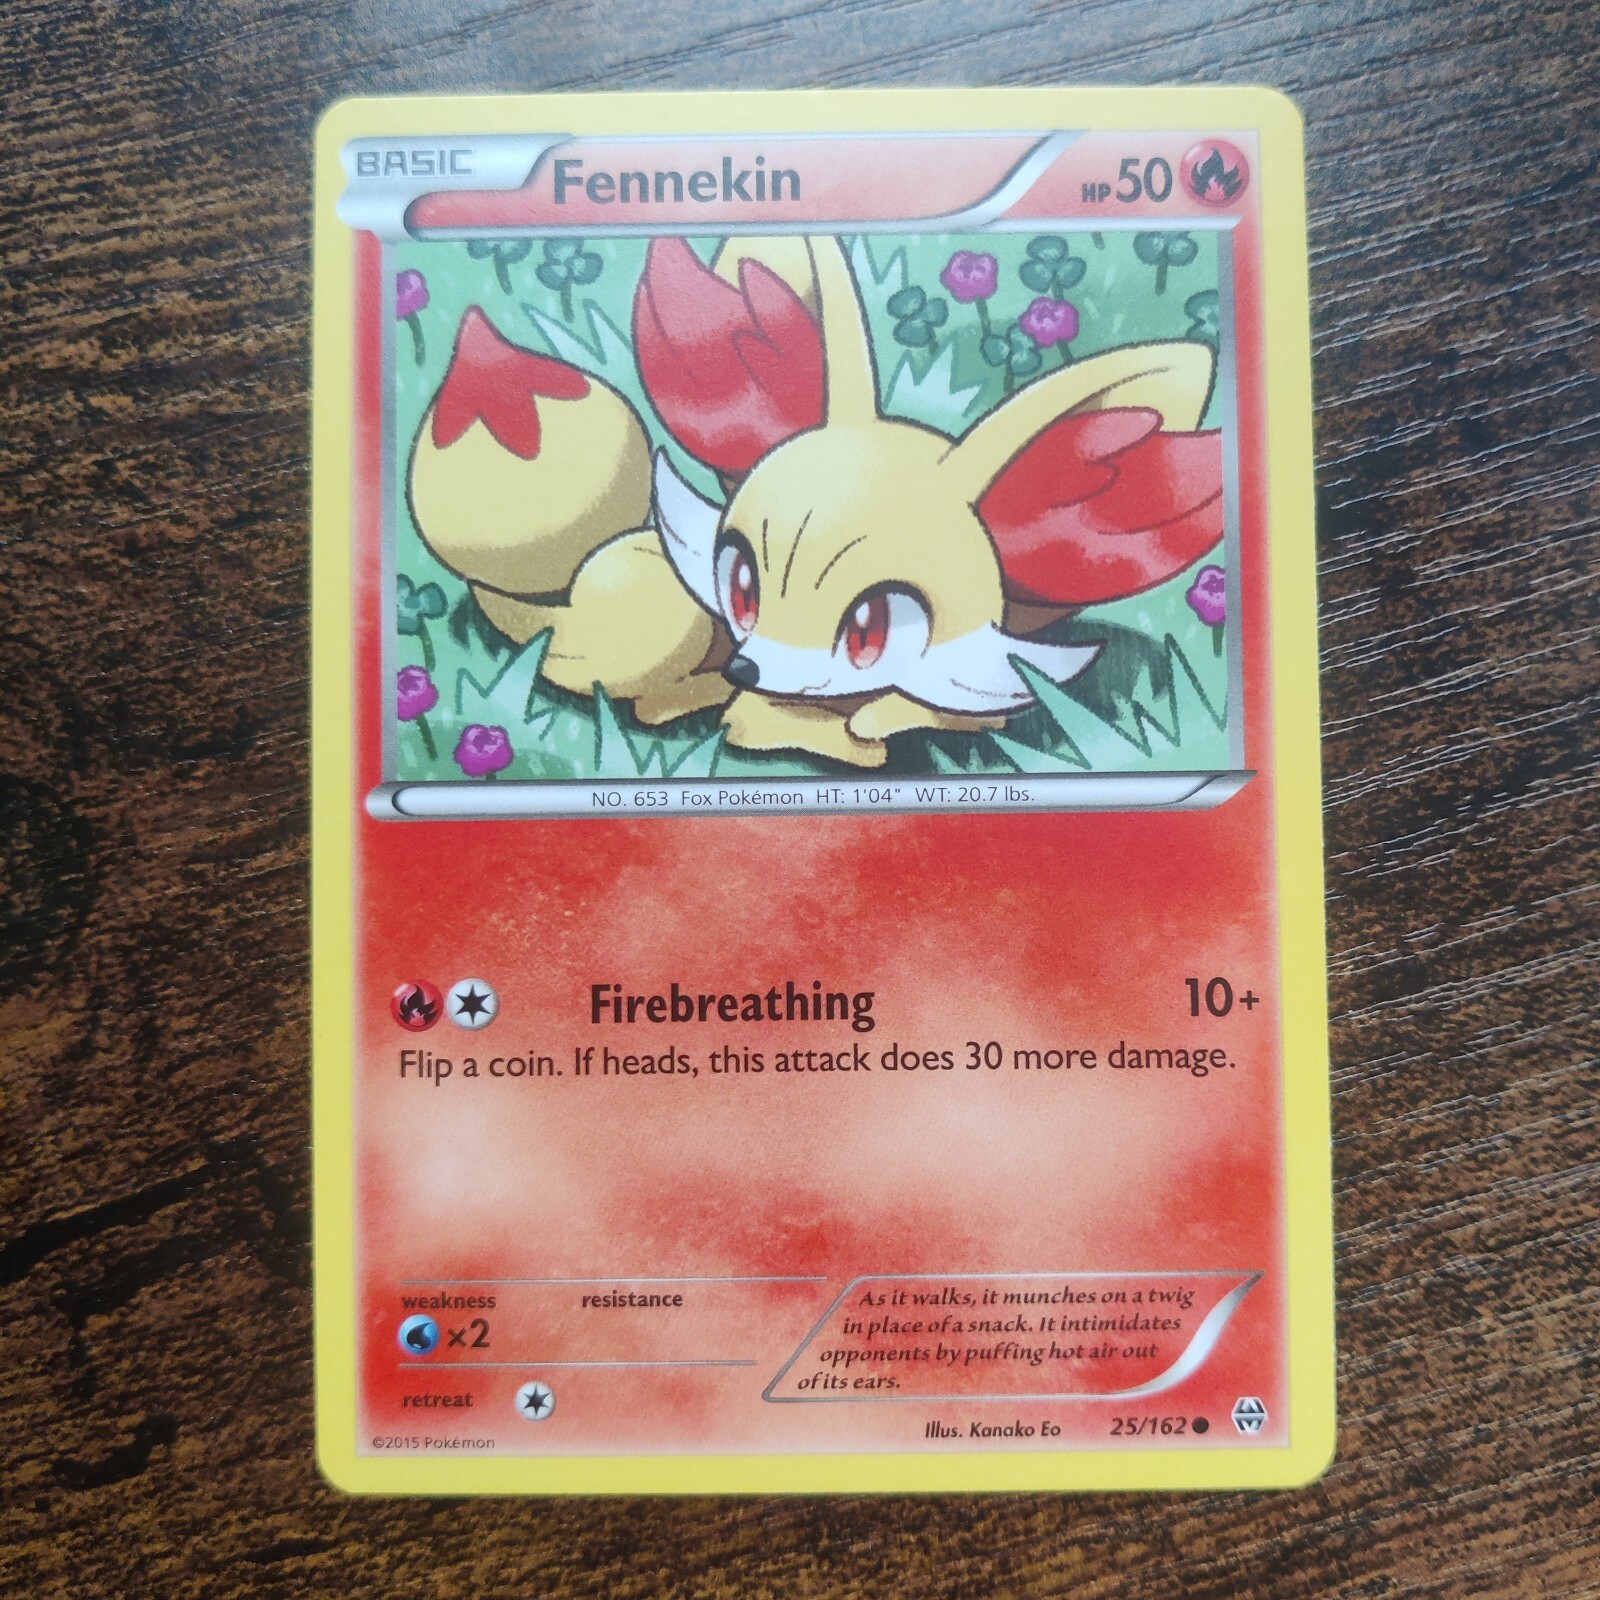 BASIC
Fennekin
HP 50
NO. 653 Fox Pokémon HT: 1'04" WT: 20.7 lbs.
Firebreathing 10+
Flip a coin. If heads, this attack does 30 more damage.
weakness resistance
×2
retreat
As it walks, it munches on a twig
in place of a snack. It intimidates
opponents by puffing hot air out
of its ears.
Illus. Kanako Eo 25/162
©2015 Pokémon